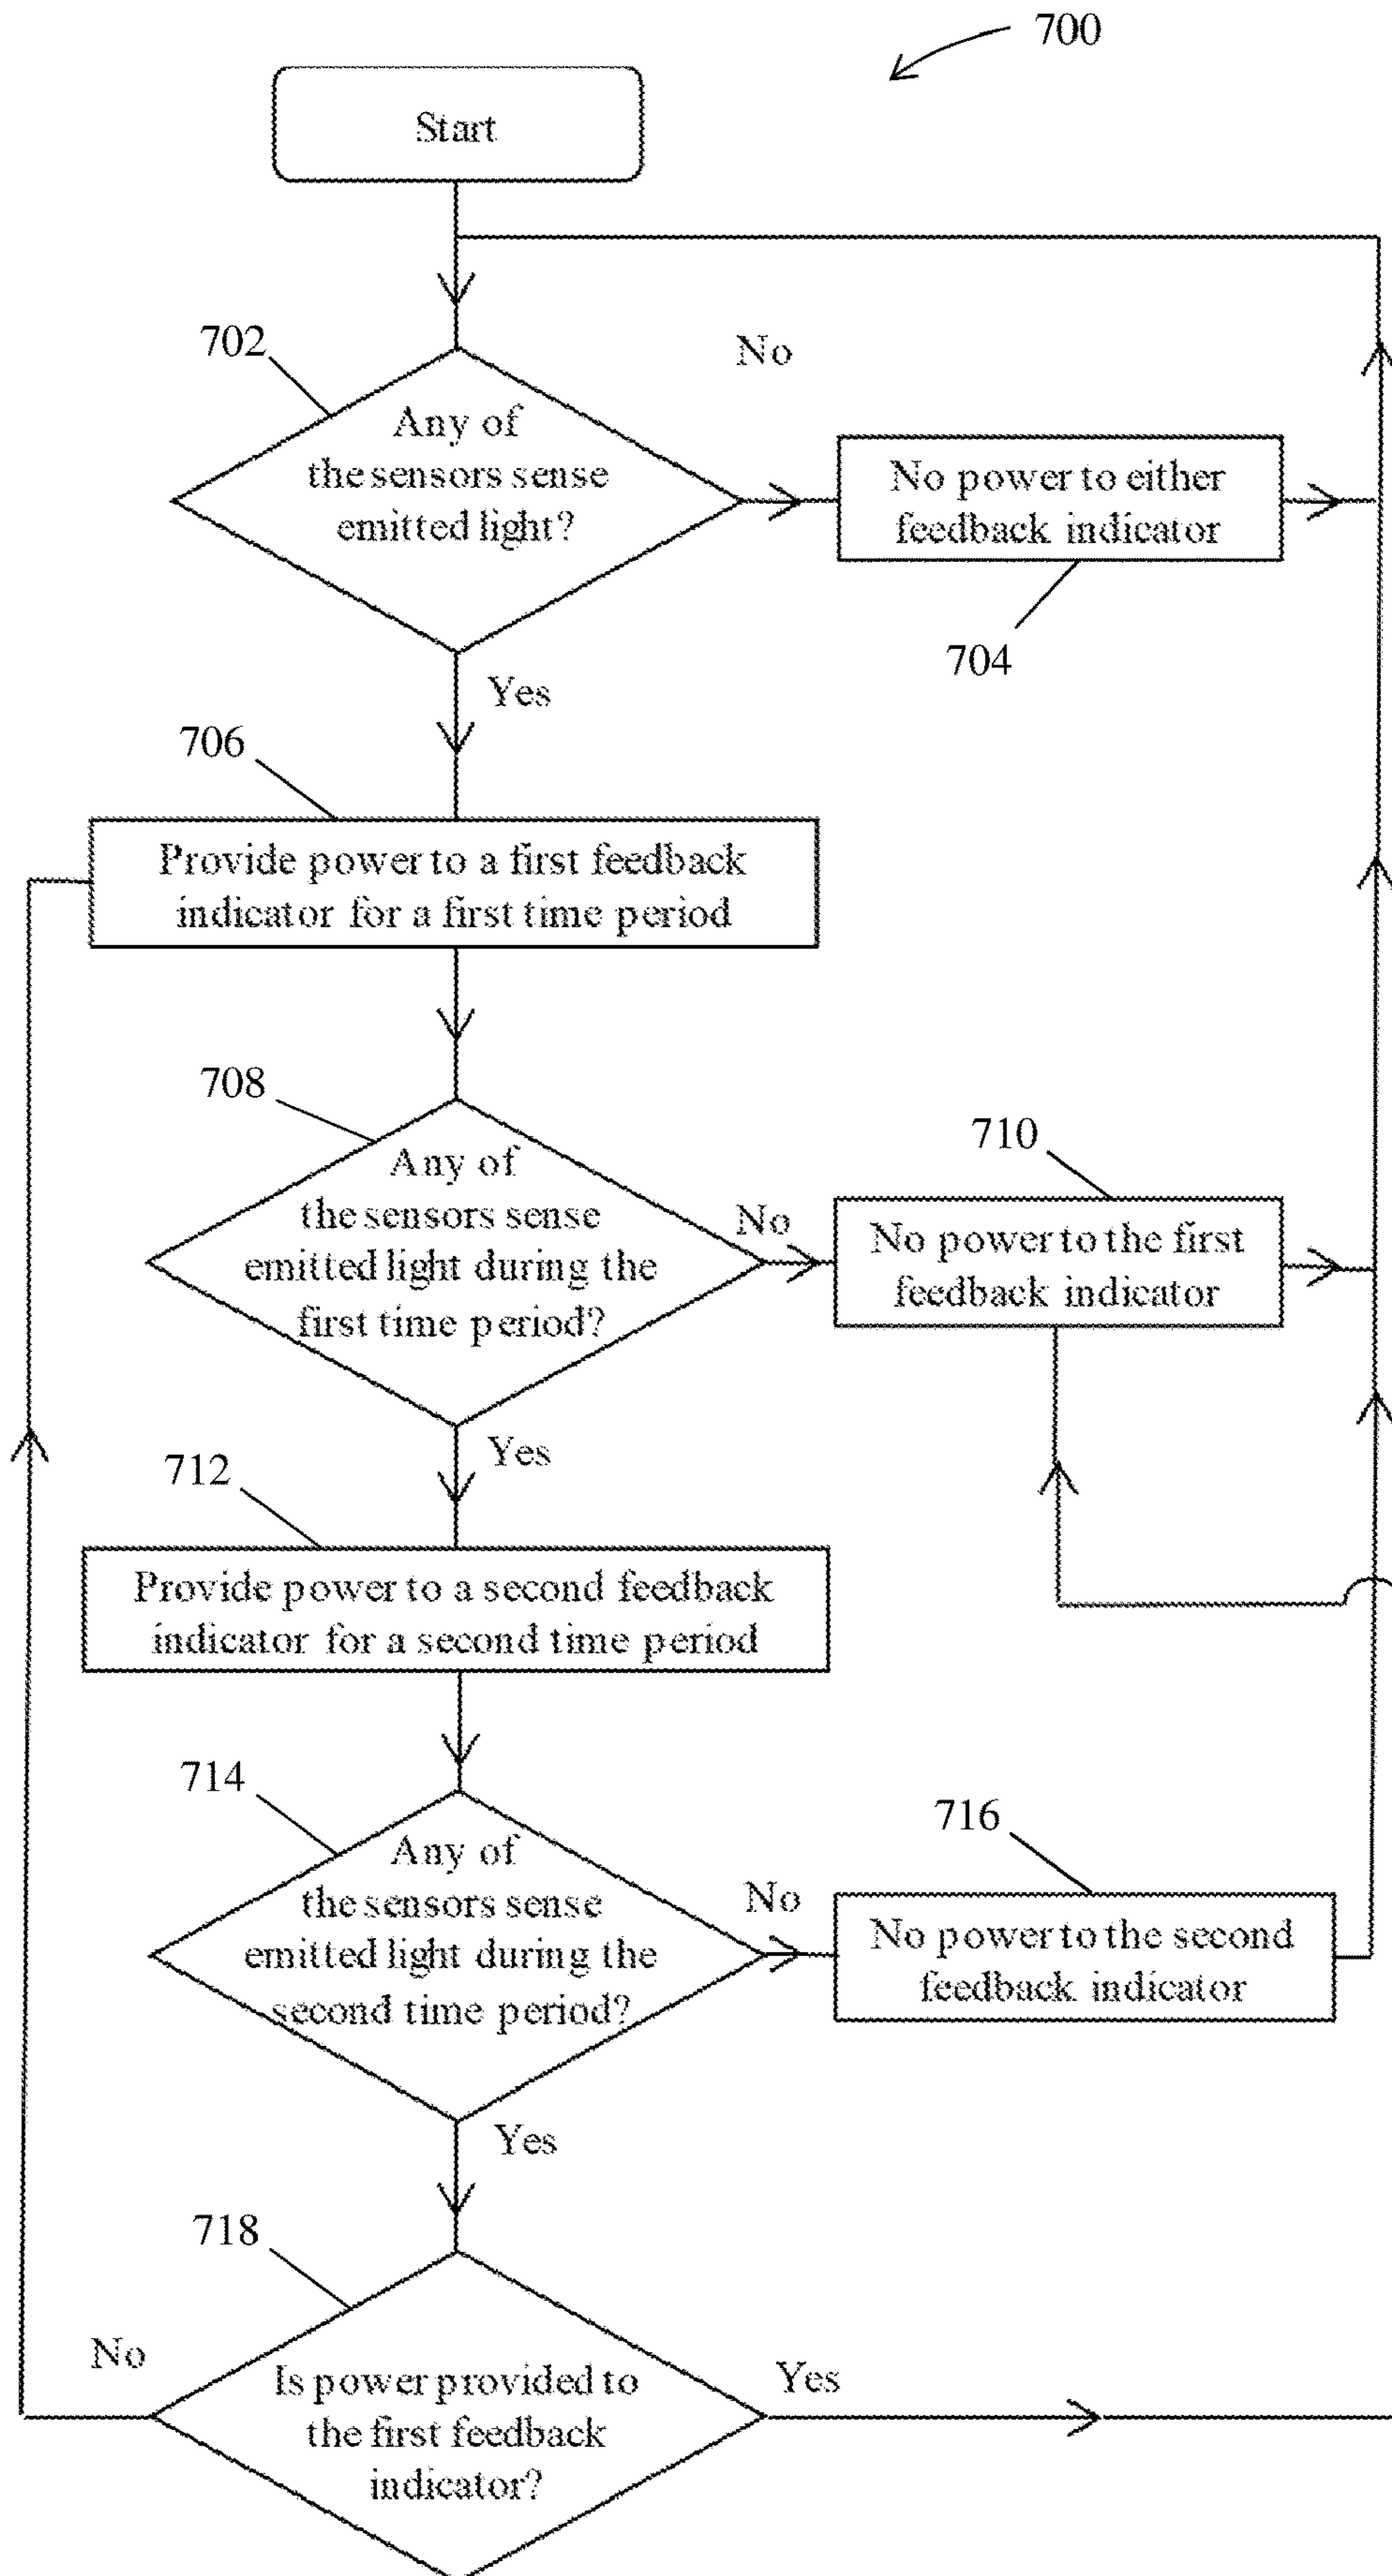 700
Start
702
No
Any of
the sensors sense
emitted light?
No power to either
feedback indicator
704
Yes
706
Provide power to a first feedback
indicator for a first time period
708
Any of
the sensors sense
emitted light during the
first time period?
No
710
No power to the first
feedback indicator
Yes
712
Provide power to a second feedback
indicator for a second time period
714
Any of
the sensors sense
emitted light during the
second time period?
No
716
No power to the second
feedback indicator
Yes
718
No
Is power provided to
the first feedback
indicator?
Yes